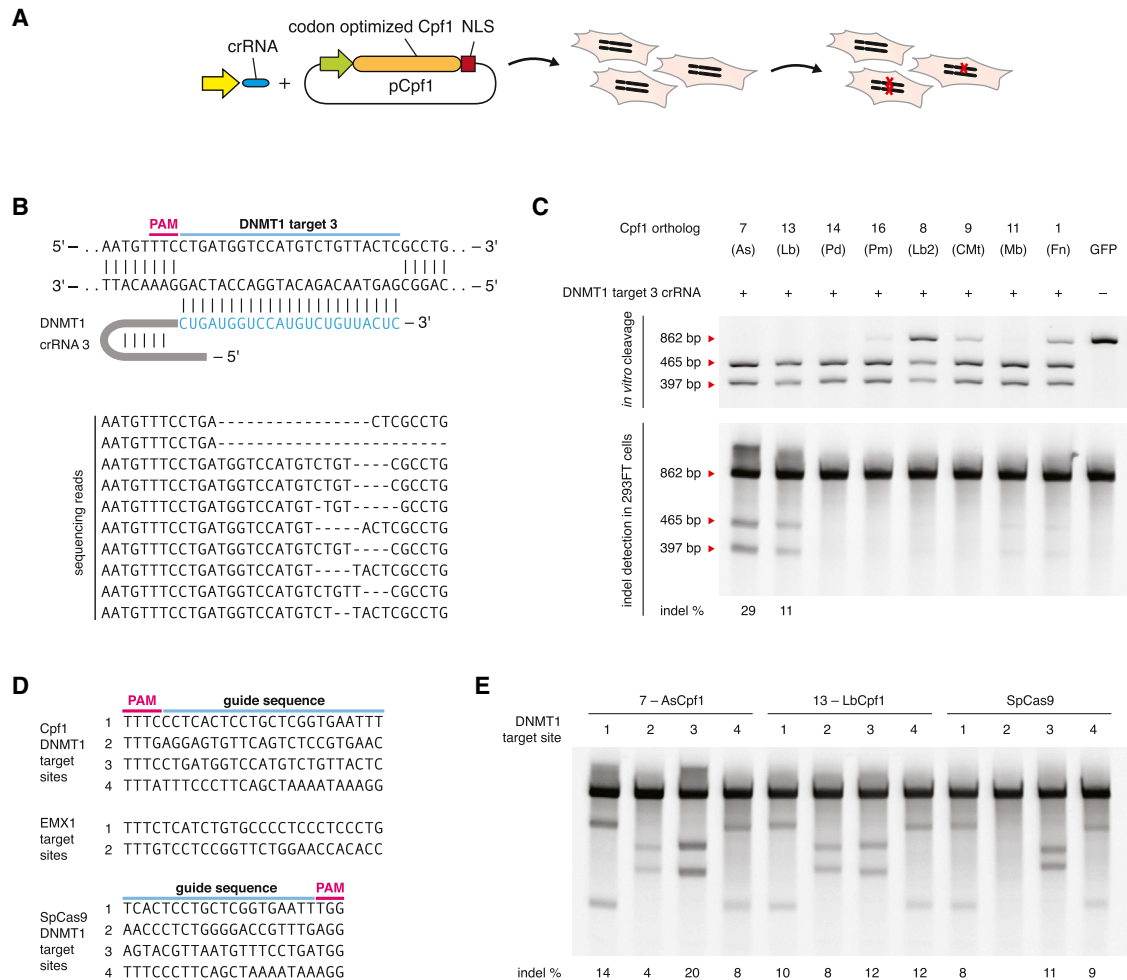 A
crRNA
codon optimized Cpf1 NLS
+
pCpf1
B
PAM DNMT1 target 3
5' – . . AATGTTTCCTGATGGTCCATGTCTGTTACTCGCCTG . . – 3'
3' – TTACAAAGGACTACCAGGTACAGACAATGAGCGGAC . . – 5'
DNMT1
crRNA 3
CUGAUGGUCCAUGUCUGUUACUC – 3'
– 5'
sequencing reads
AATGTTTCCTGA----------------CTCGCCTG
AATGTTTCCTGA------------------------
AATGTTTCCTGATGGTCCATGTCTGT----CGCCTG
AATGTTTCCTGATGGTCCATGTCTGT----CGCCTG
AATGTTTCCTGATGGTCCATGT-TGT-----GCCTG
AATGTTTCCTGATGGTCCATGT-----ACTCGCCTG
AATGTTTCCTGATGGTCCATGTCTGT----CGCCTG
AATGTTTCCTGATGGTCCATGT----TACTCGCCTG
AATGTTTCCTGATGGTCCATGTCTGTT---CGCCTG
AATGTTTCCTGATGGTCCATGTCT--TACTCGCCTG
C
Cpf1 ortholog 7 13 14 16 8 9 11 1
(As) (Lb) (Pd) (Pm) (Lb2) (CMt) (Mb) (Fn) GFP
DNMT1 target 3 crRNA + + + + + + + + –
in vitro cleavage
862 bp
465 bp
397 bp
indel detection in 293FT cells
862 bp
465 bp
397 bp
indel % 29 11
D
PAM guide sequence
Cpf1
DNMT1
target
sites
1 TTTCCCTCACTCCTGCTCGGTGAATTT
2 TTTGAGGAGTGTTCAGTCTCCGTGAAC
3 TTTCCTGATGGTCCATGTCTGTTACTC
4 TTTATTTCCCTTCAGCTAAAATAAAGG
EMX1
target
sites
1 TTTCTCATCTGTGCCCCTCCCTCCCTG
2 TTTGTCCTCCGGTTCTGGAACCACACC
guide sequence PAM
SpCas9
DNMT1
target
sites
1 TCACTCCTGCTCGGTGAATTTGG
2 AACCCTCTGGGGACCGTTTGAGG
3 AGTACGTTAATGTTTCCTGATGG
4 TTTCCCTTCAGCTAAAATAAAGG
E
7 – AsCpf1 13 – LbCpf1 SpCas9
DNMT1
target site
1 2 3 4 1 2 3 4 1 2 3 4
indel % 14 4 20 8 10 8 12 12 8 11 9